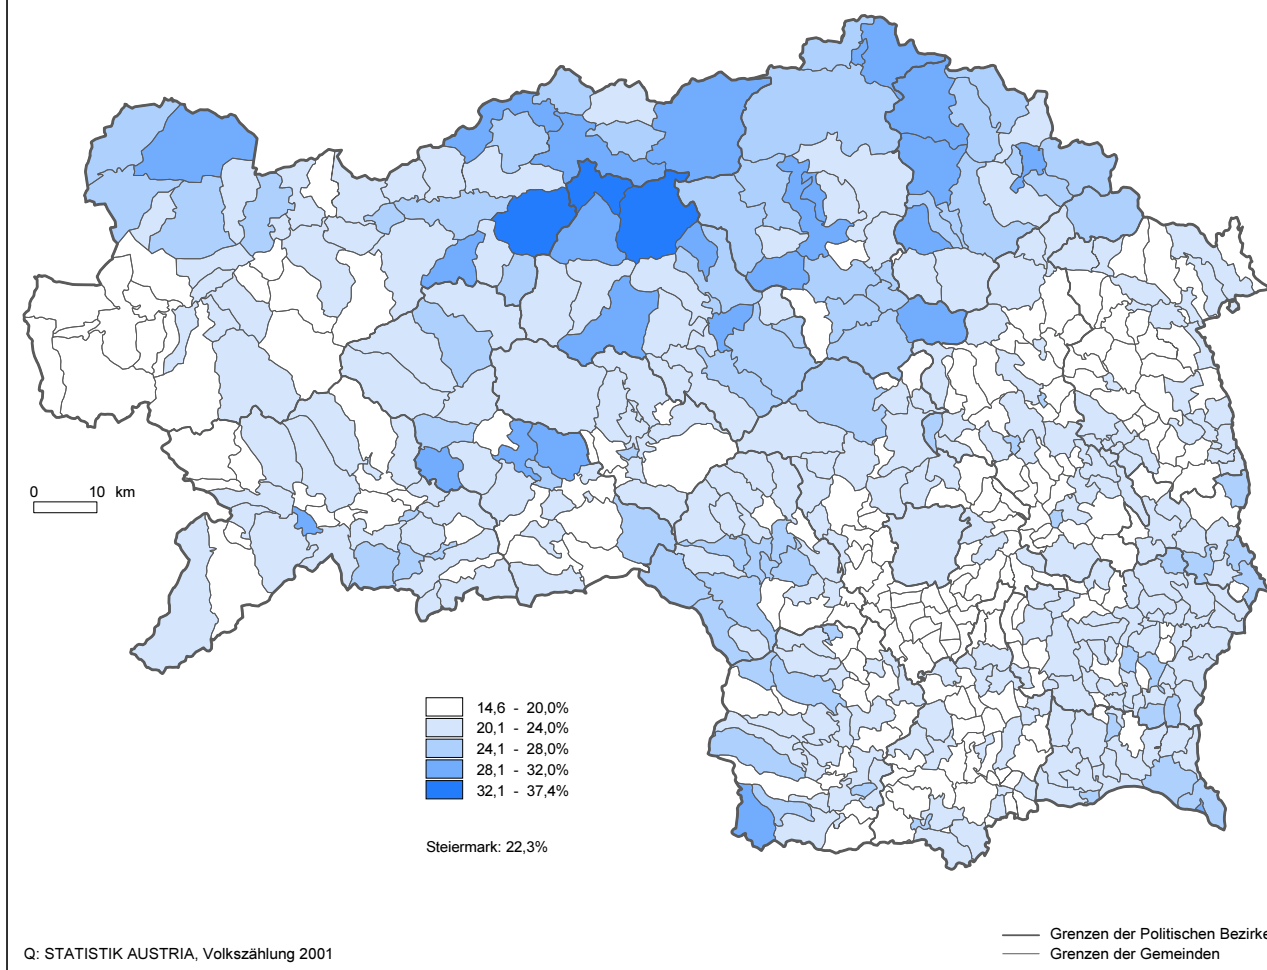 0 10 km
14,6 - 20,0%
20,1 - 24,0%
24,1 - 28,0%
28,1 - 32,0%
32,1 - 37,4%
Steiermark: 22,3%
Grenzen der Politischen Bezirke
Q: STATISTIK AUSTRIA, Volkszählung 2001
Grenzen der Gemeinden